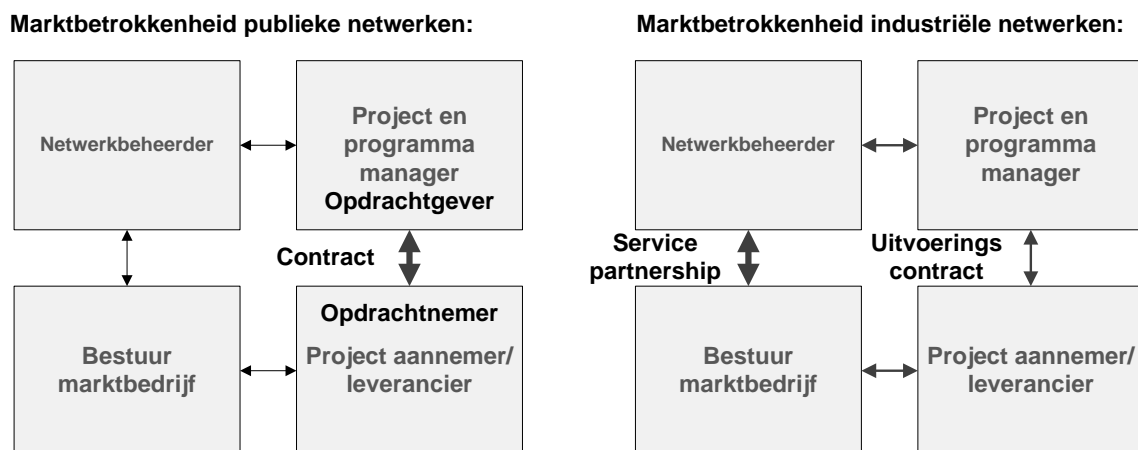 Marktbetrokkenheid publieke netwerken:
Netwerkbeheerder
Project en
programma
manager
Opdrachtgever
Contract
Opdrachtnemer
Bestuur
marktbedrijf
Project aannemer/
leverancier
Marktbetrokkenheid industriële netwerken:
Netwerkbeheerder
Project en
programma
manager
Service
partnership
Uitvoerings
contract
Bestuur
marktbedrijf
Project aannemer/
leverancier